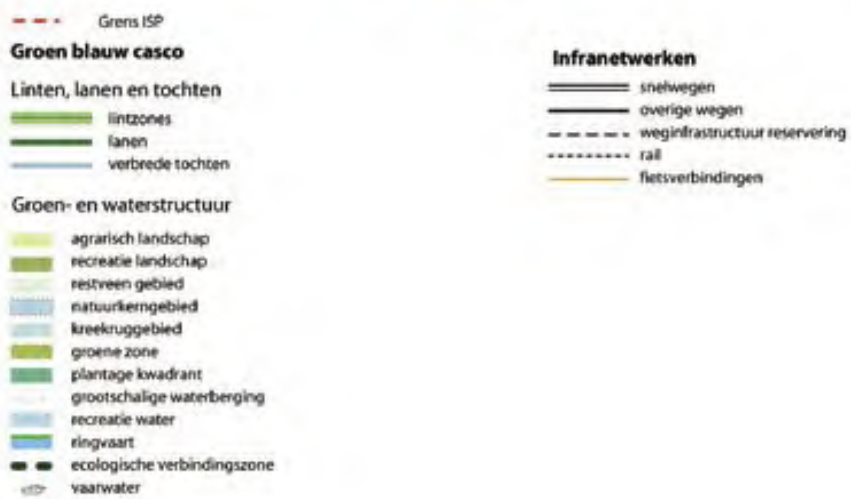 Grens ISP
Groen blauw casco
Linten, lanen en tochten
lintzones
lanen
verbrede tochten
Groen- en waterstructuur
agrarisch landschap
recreatie landschap
restveen gebied
natuurkerngebied
kreekruggebied
groene zone
plantage kwadrant
grootschalige waterberging
recreatie water
ringvaart
ecologische verbindingszone
vaarwater
Infranetwerken
snelwegen
overige wegen
weginfrastructuur reservering
rail
fietsverbindingen